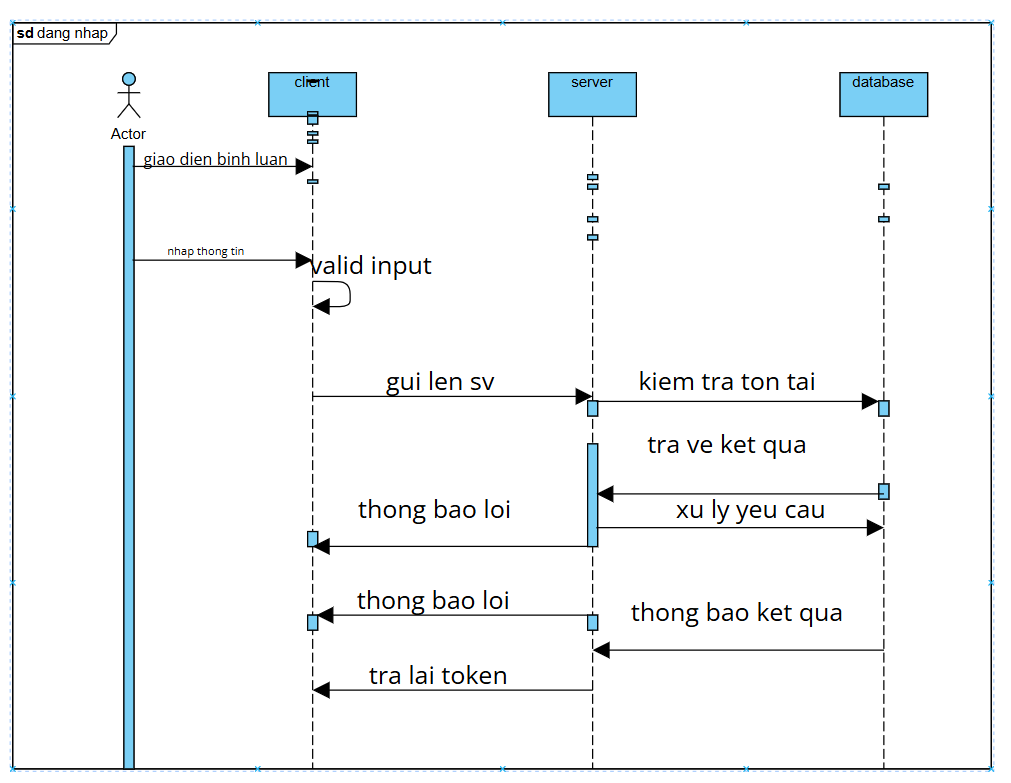 sd dang nhap
client
server
database
Actor
giao dien binh luan
nhap thong tin
valid input
gui len sv
kiem tra ton tai
tra ve ket qua
thong bao loi
xu ly yeu cau
thong bao loi
thong bao ket qua
tra lai token